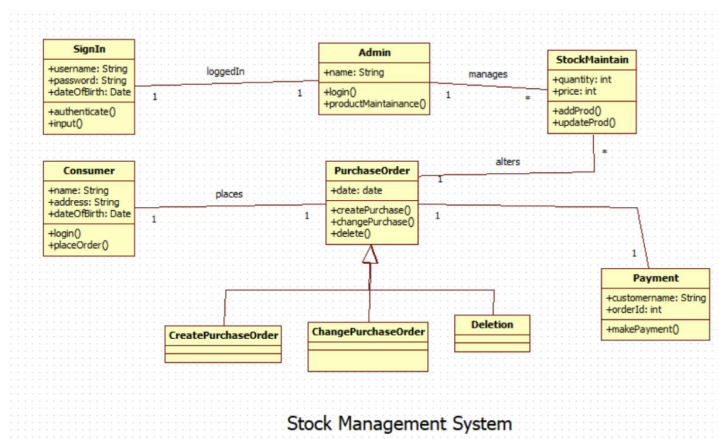 SignIn
+username: String
+password: String
+dateOfBirth: Date
+authenticate()
+input()
loggedIn
1
1
Admin
+name: String
+login()
+productMaintainance()
manages
1
*
StockMaintain
+quantity: int
+price: int
+addProd()
+updateProd()
*
alters
1
Consumer
+name: String
+address: String
+dateOfBirth: Date
+login()
+placeOrder()
places
1
1
PurchaseOrder
+date: date
+createPurchase()
+changePurchase()
+delete()
1
1
Payment
+customername: String
+orderId: int
+makePayment()
CreatePurchaseOrder
ChangePurchaseOrder
Deletion
Stock Management System